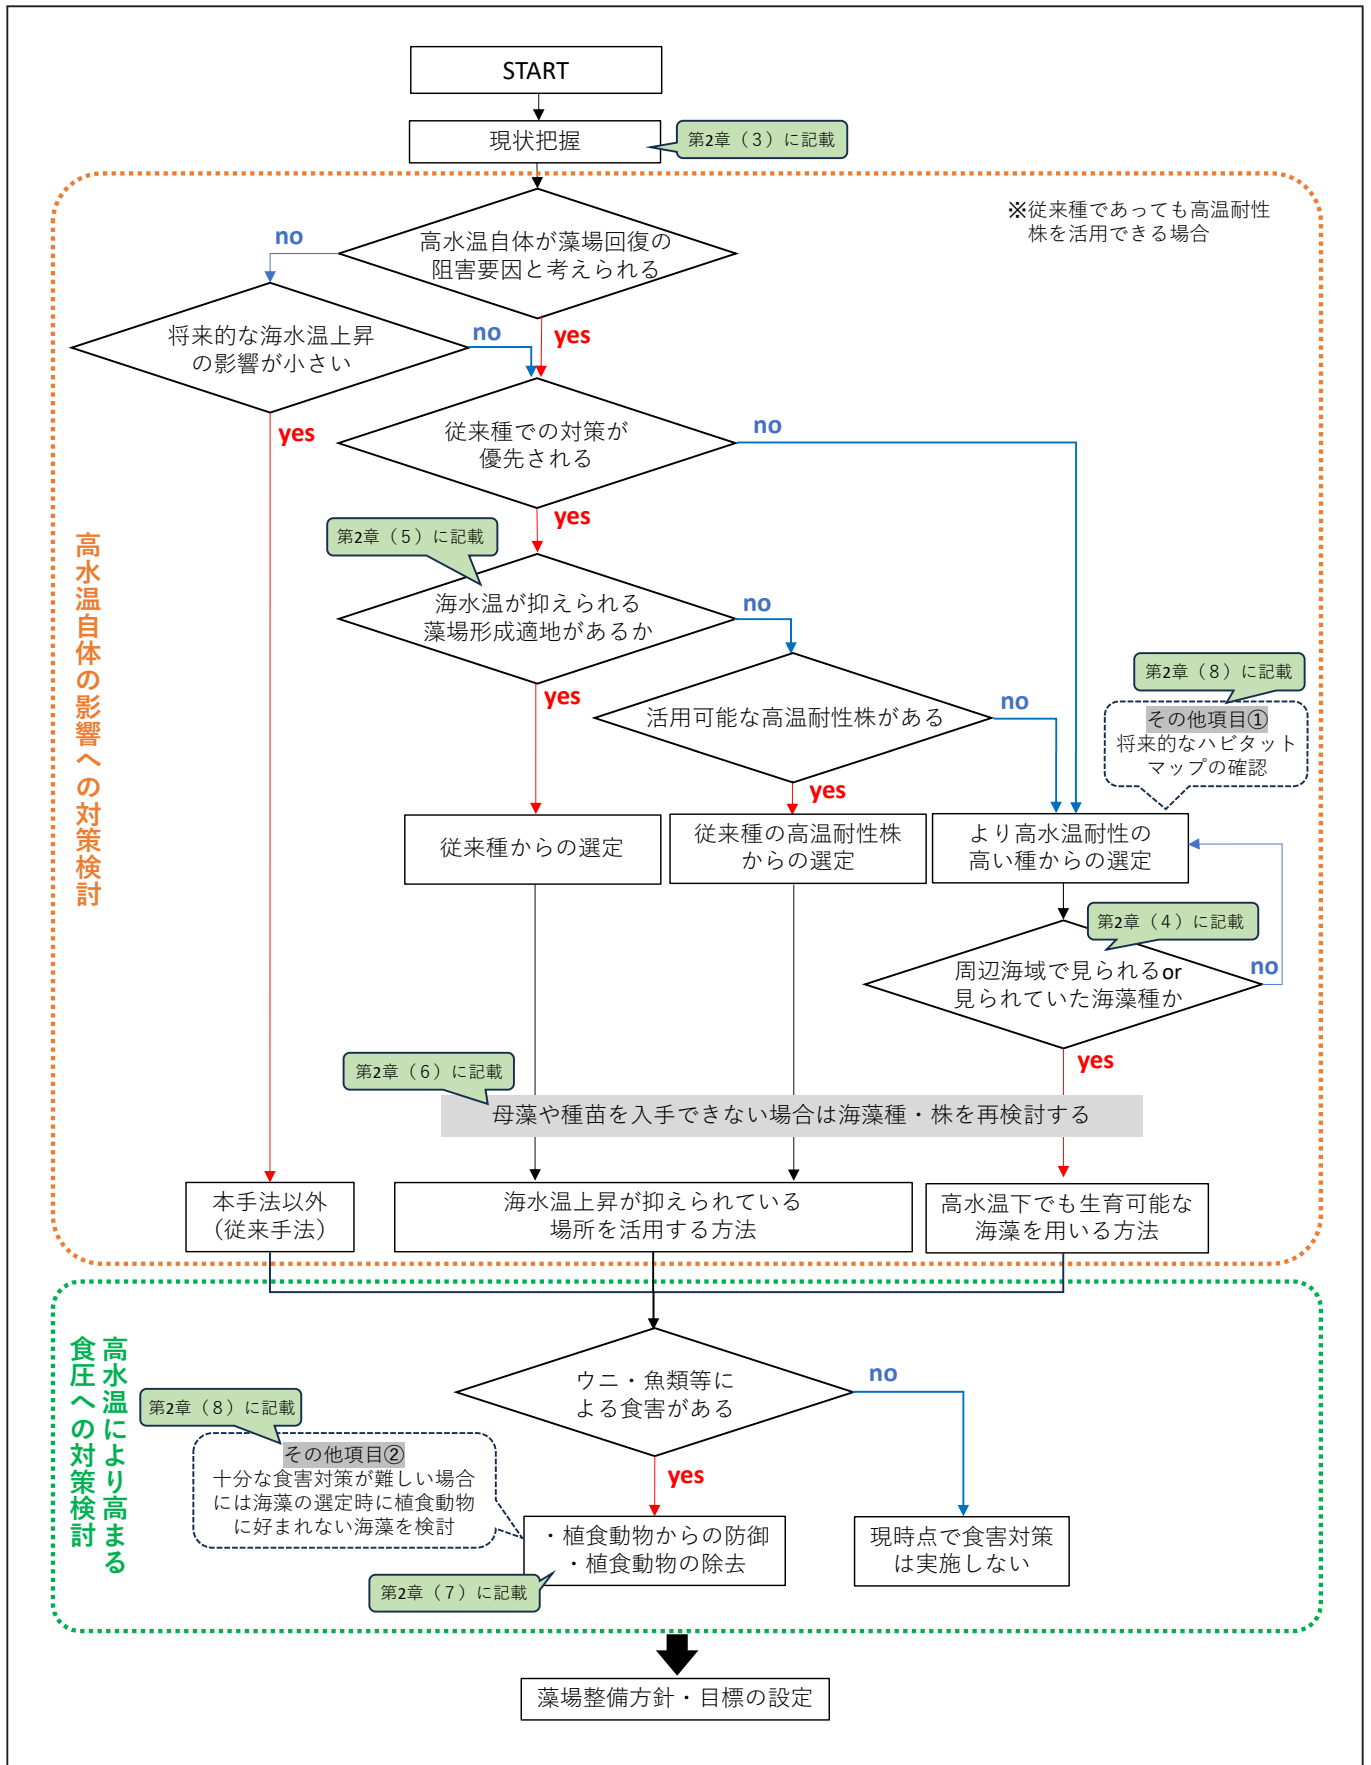 START
現状把握
第2章（３）に記載
※従来種であっても高温耐性
株を活用できる場合
高水温自体が藻場回復の
阻害要因と考えられる
no
yes
将来的な海水温上昇
の影響が小さい
no
yes
従来種での対策が
優先される
no
yes
第2章（５）に記載
海水温が抑えられる
藻場形成適地があるか
no
yes
活用可能な高温耐性株がある
no
yes
第2章（８）に記載
その他項目①
将来的なハビタット
マップの確認
高水温自体の影響への対策検討
従来種からの選定
従来種の高温耐性株
からの選定
より高水温耐性の
高い種からの選定
第2章（４）に記載
周辺海域で見られるor
見られていた海藻種か
no
yes
第2章（６）に記載
母藻や種苗を入手できない場合は海藻種・株を再検討する
本手法以外
（従来手法）
海水温上昇が抑えられている
場所を活用する方法
高水温下でも生育可能な
海藻を用いる方法
高水温により高まる
食圧への対策検討
ウニ・魚類等に
よる食害がある
no
yes
第2章（８）に記載
その他項目②
十分な食害対策が難しい場合
には海藻の選定時に植食動物
に好まれない海藻を検討
・植食動物からの防御
・植食動物の除去
第2章（７）に記載
現時点で食害対策
は実施しない
藻場整備方針・目標の設定